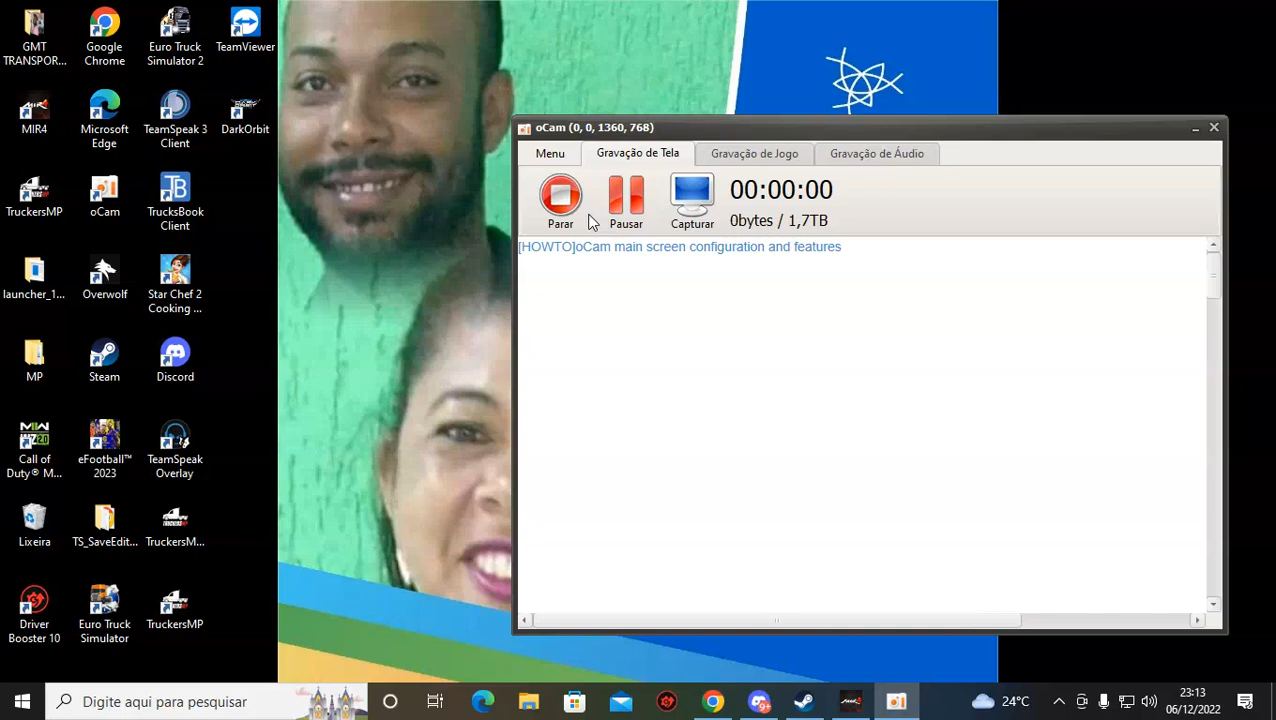 GMT
TRANSPOR...
Google
Chrome
Euro Truck
Simulator 2
TeamViewer
MIR4
Microsoft
Edge
TeamSpeak 3
Client
DarkOrbit
TruckersMP
oCam
TrucksBook
Client
launcher_1...
Overwolf
Star Chef 2
Cooking ...
MP
Steam
Discord
Call of
Duty® M...
eFootball™
2023
TeamSpeak
Overlay
Lixeira
TS_SaveEdit...
TruckersM...
Driver
Booster 10
Euro Truck
Simulator
TruckersMP
oCam (0, 0, 1360, 768)
Menu
Gravação de Tela
Gravação de Jogo
Gravação de Áudio
Parar
Pausar
Capturar
00:00:00
0bytes / 1,7TB
[HOWTO]oCam main screen configuration and features
Digite aqui para pesquisar
24°C
23:13
06/12/2022